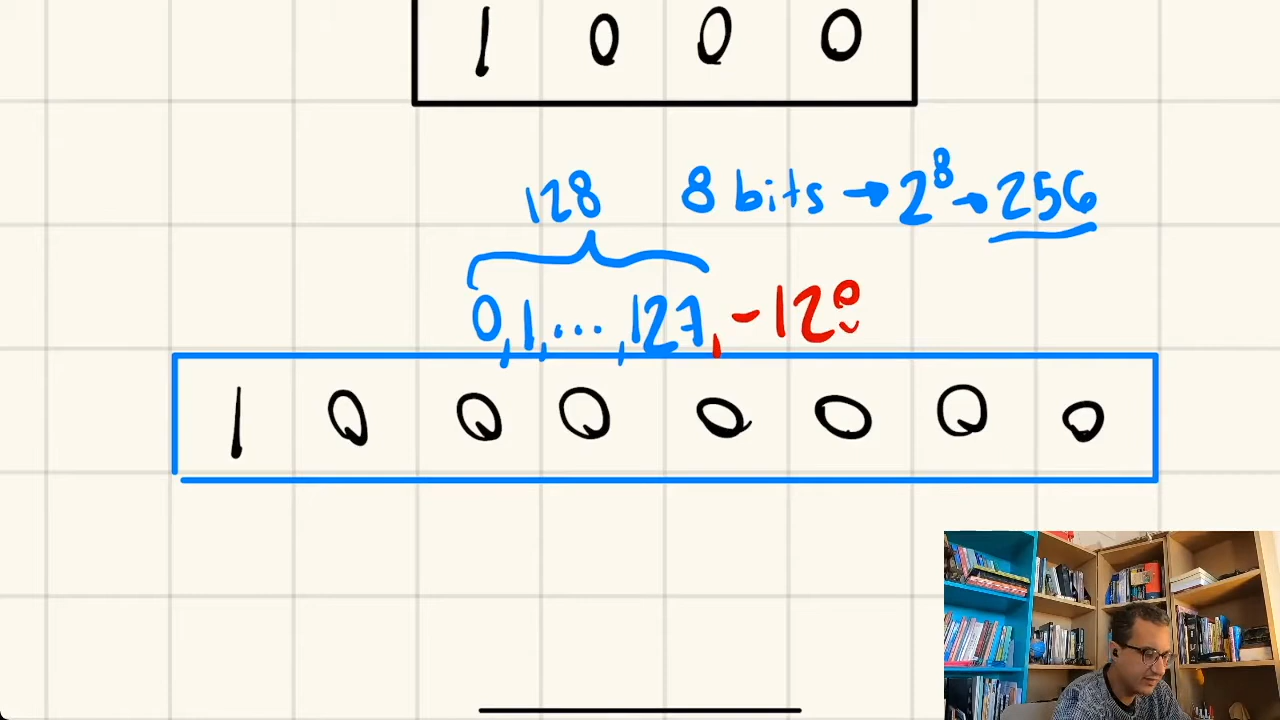 1 0 0 0
128 8 bits → 2⁸ → 256
0, 1, ... , 127, -12
1 0 0 0 0 0 0 0